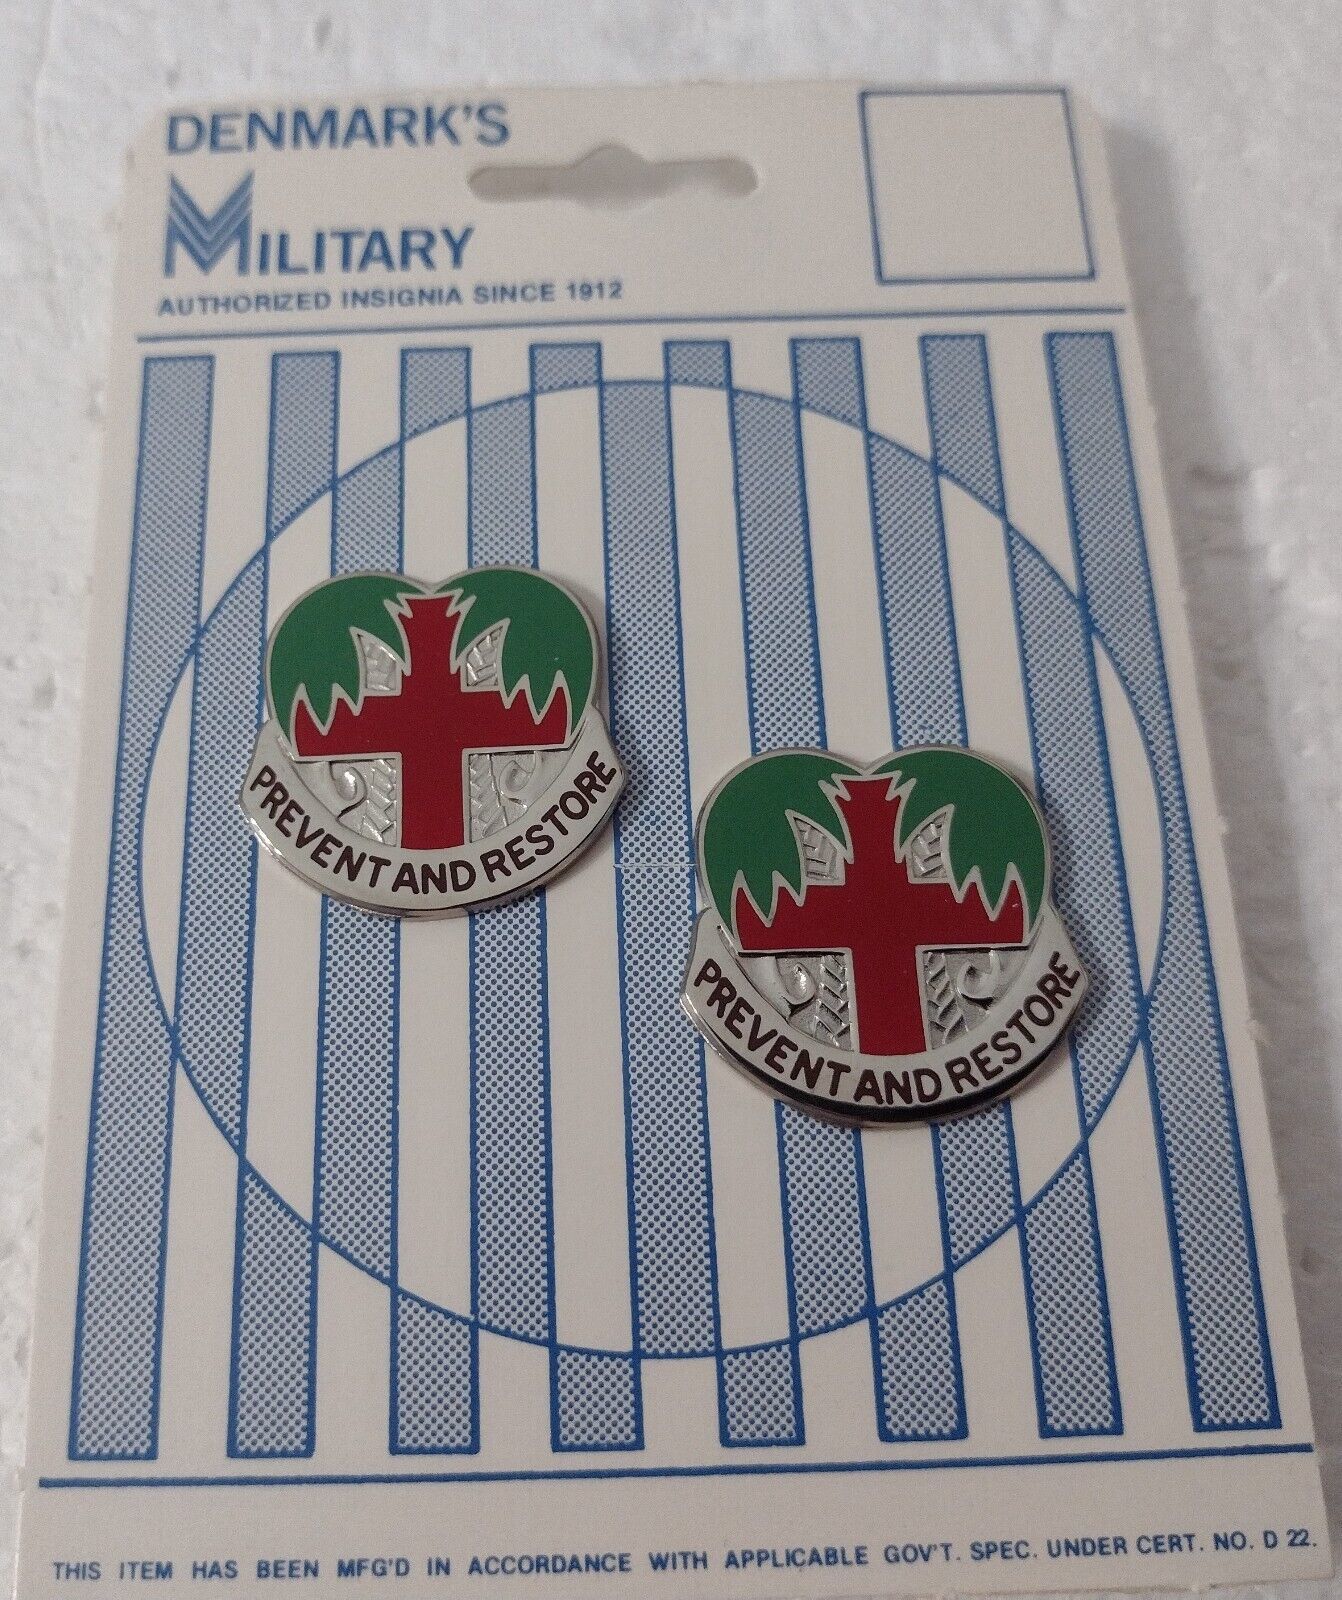 DENMARK'S
MILITARY
AUTHORIZED INSIGNIA SINCE 1912
PREVENT AND RESTORE
PREVENT AND RESTORE
THIS ITEM HAS BEEN MFG'D IN ACCORDANCE WITH APPLICABLE GOV'T. SPEC. UNDER CERT. NO. D 22.